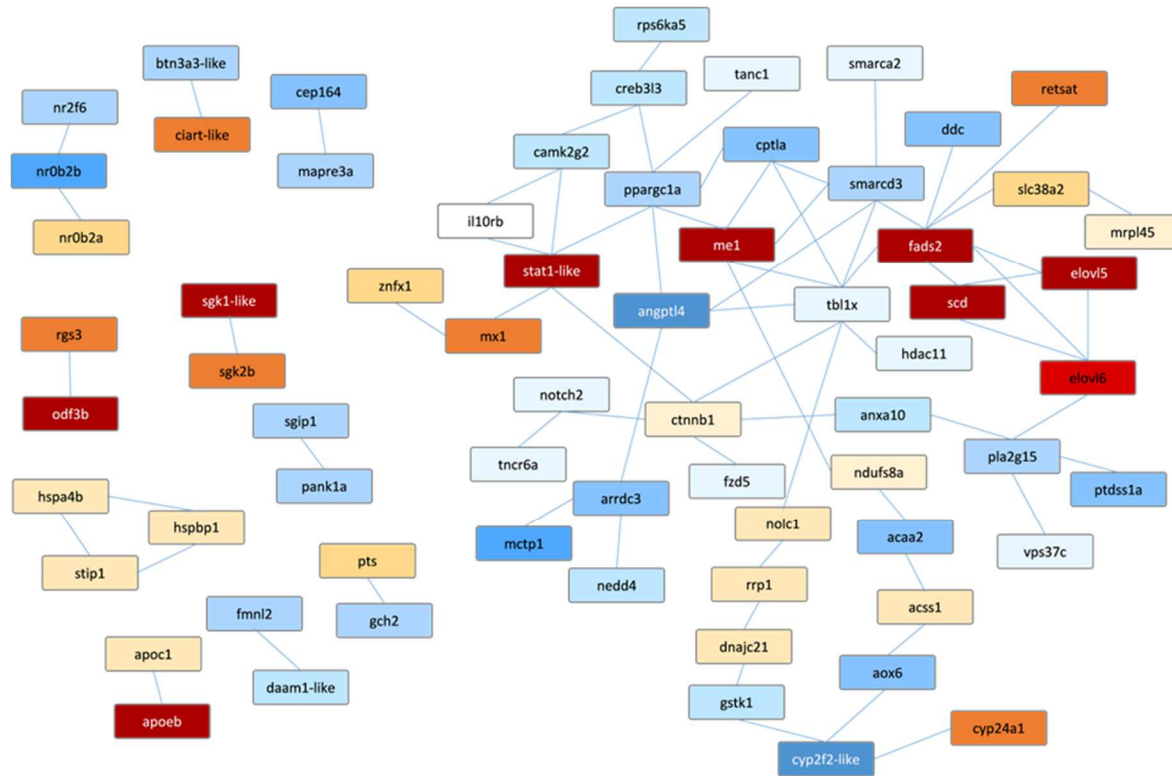 rps6ka5
btn3a3-like
tanc1
smarca2
cep164
creb3l3
retsat
nr2f6
ciart-like
ddc
camk2g2
cptla
nr0b2b
mapre3a
ppargc1a
smarcd3
slc38a2
il10rb
mrpl45
nr0b2a
me1
fads2
stat1-like
elovl5
znfx1
sgk1-like
scd
angptl4
tbl1x
rgs3
mx1
hdac11
sgk2b
elovl6
notch2
odf3b
ctnnb1
anxa10
sgip1
tncr6a
pla2g15
fzd5
ndufs8a
pank1a
ptdss1a
hspa4b
arrdc3
hspbp1
nolc1
mctp1
acaa2
vps37c
pts
stip1
nedd4
rrp1
fmnl2
gch2
acss1
apoc1
dnajc21
aox6
daam1-like
gstk1
apoeb
cyp24a1
cyp2f2-like